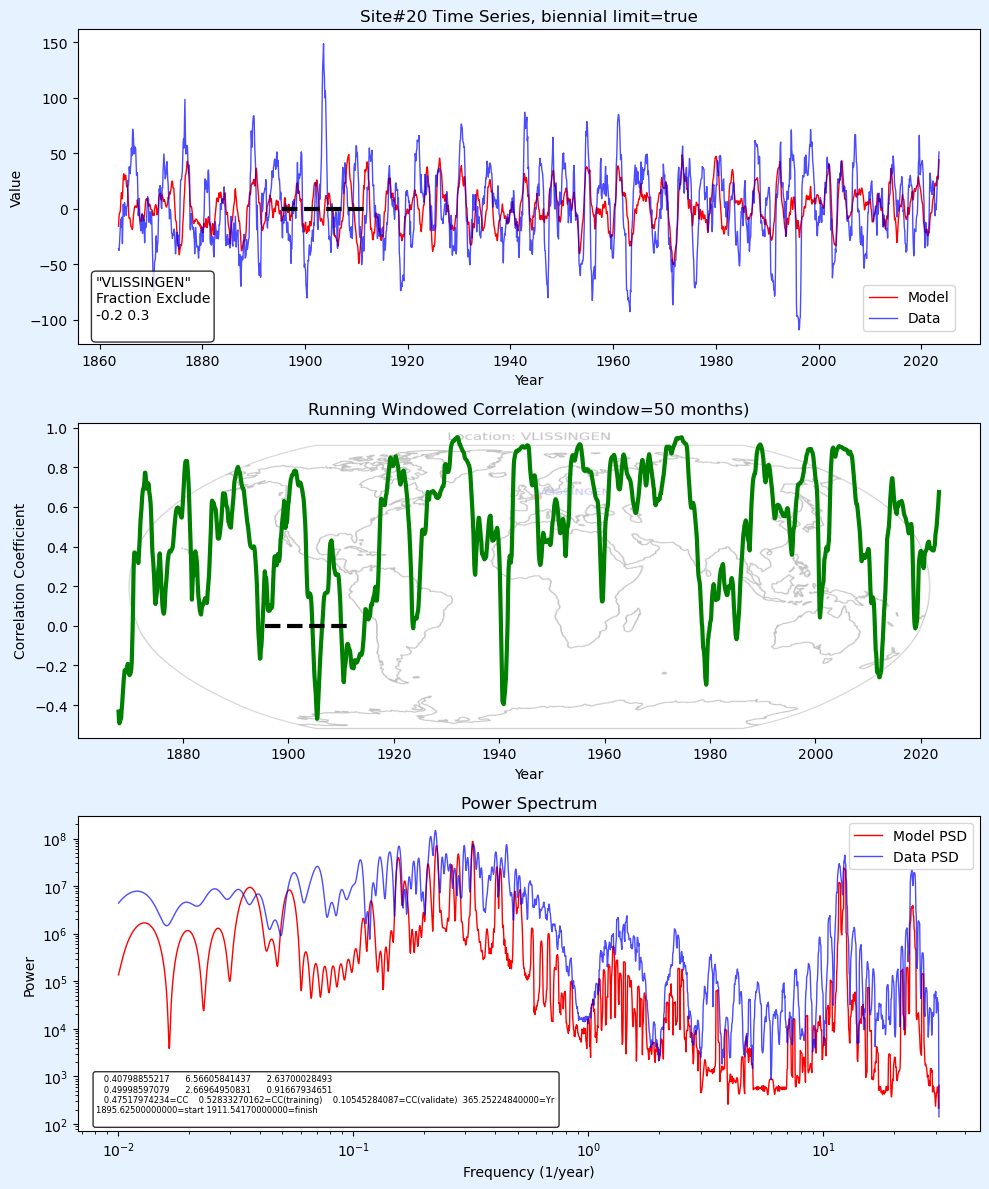 Site#20 Time Series, biennial limit=true
Value
150
100
50
0
−50
−100
"VLISSINGEN"
Fraction Exclude
-0.2 0.3
Model
Data
1860
1880
1900
1920
1940
1960
1980
2000
2020
Year
Running Windowed Correlation (window=50 months)
Location: VLISSINGEN
VLISSINGEN
Correlation Coefficient
1.0
0.8
0.6
0.4
0.2
0.0
−0.2
−0.4
1880
1900
1920
1940
1960
1980
2000
2020
Year
Power Spectrum
Power
10^8
10^7
10^6
10^5
10^4
10^3
10^2
Model PSD
Data PSD
0.40798855217 6.56605841437 2.63700028493
0.49998597079 2.66964950831 0.91667934651
0.47517974234=CC 0.52833270162=CC(training) 0.10545284087=CC(validate) 365.25224840000=Yr
1895.62500000000=start 1911.54170000000=finish
10^−2
10^−1
10^0
10^1
Frequency (1/year)